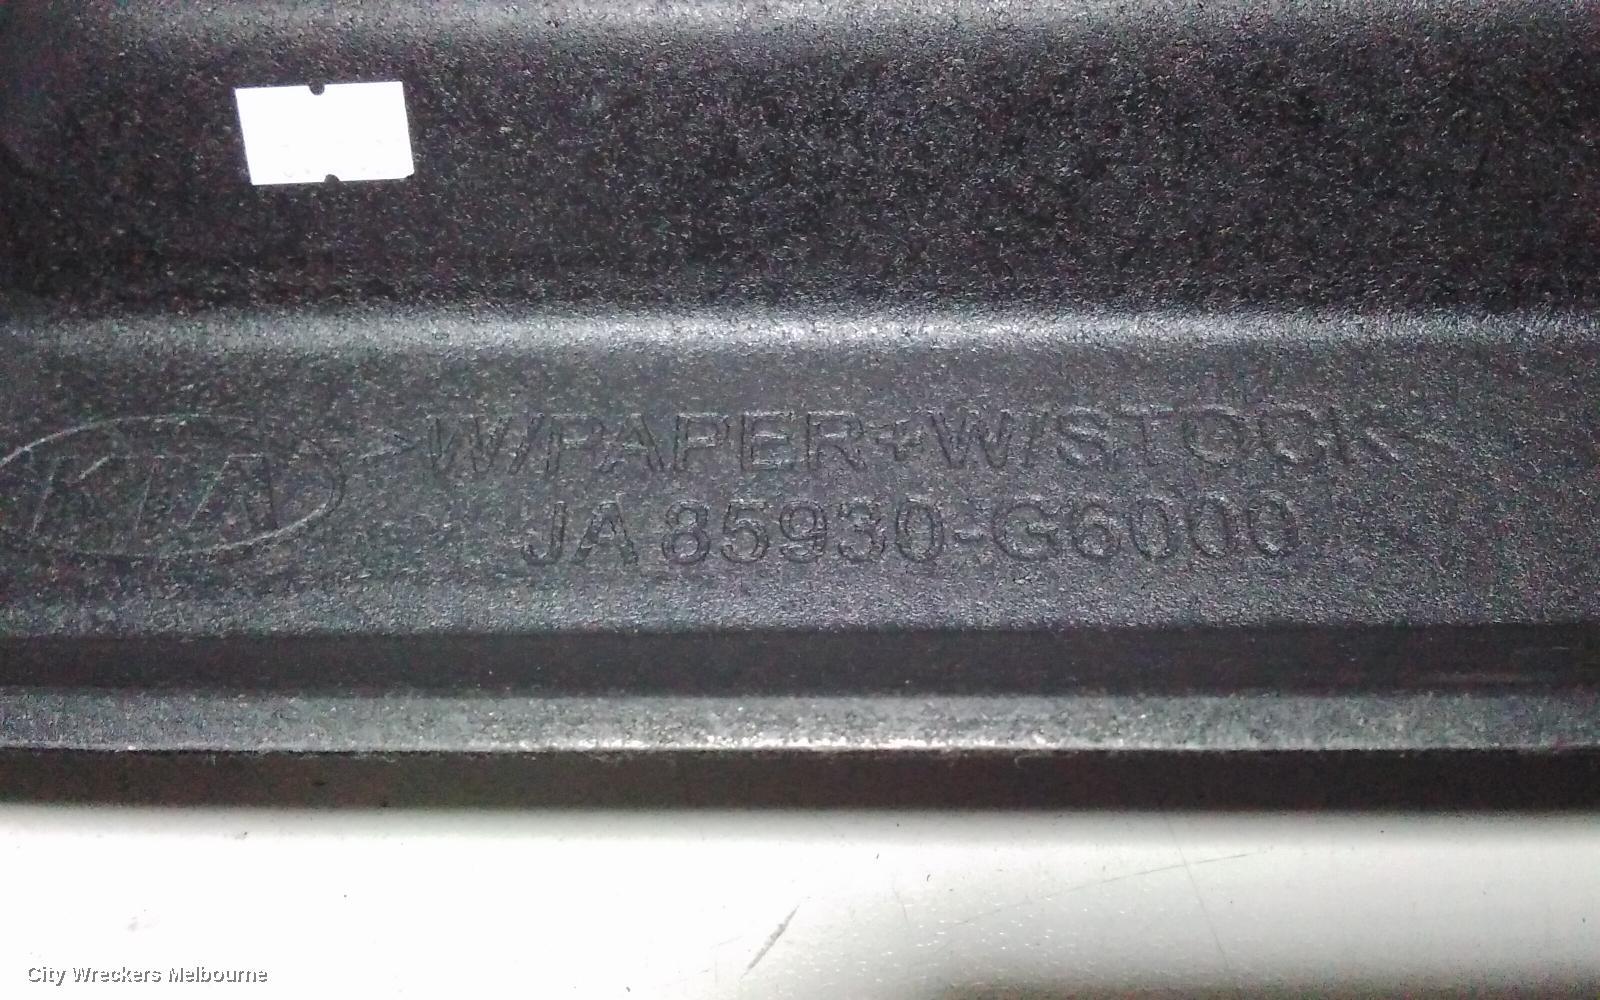 >W/PAPER+W/STOCK<
KIA
JA 85930-G6000
City Wreckers Melbourne